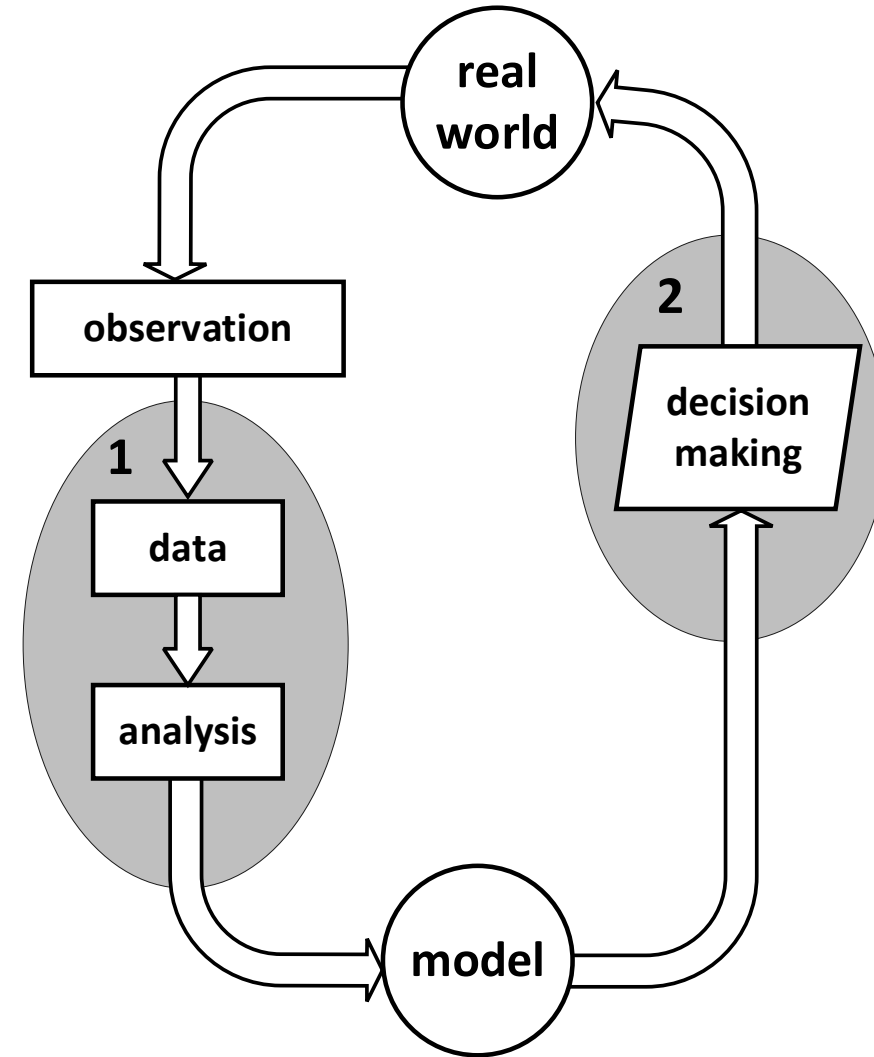 real
world
observation
1
data
analysis
model
2
decision
making